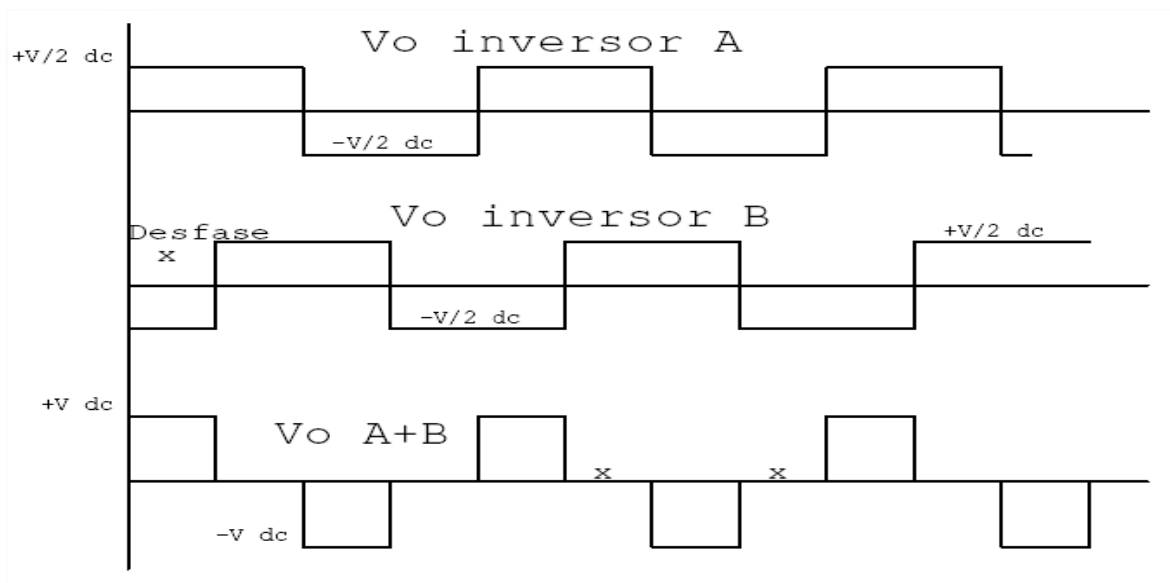 Vo inversor A
+V/2 dc
-V/2 dc
Vo inversor B
Desfase
x
+V/2 dc
-V/2 dc
+V dc
Vo A+B
x
x
-V dc